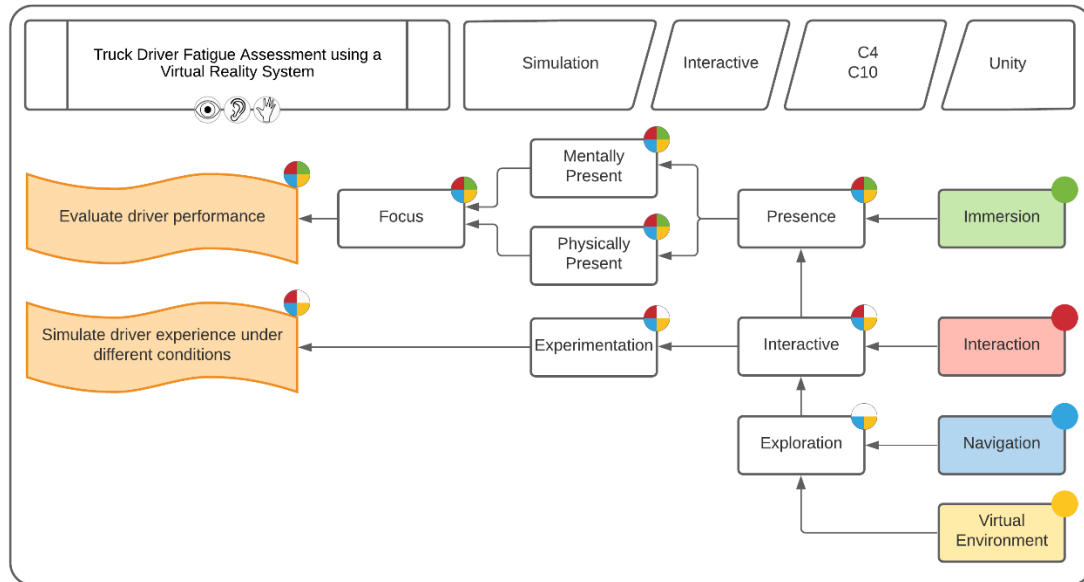 Truck Driver Fatigue Assessment using a
Virtual Reality System
Simulation
Interactive
C4
C10
Unity
Mentally
Present
Evaluate driver performance
Focus
Presence
Immersion
Physically
Present
Simulate driver experience under
different conditions
Experimentation
Interactive
Interaction
Exploration
Navigation
Virtual
Environment